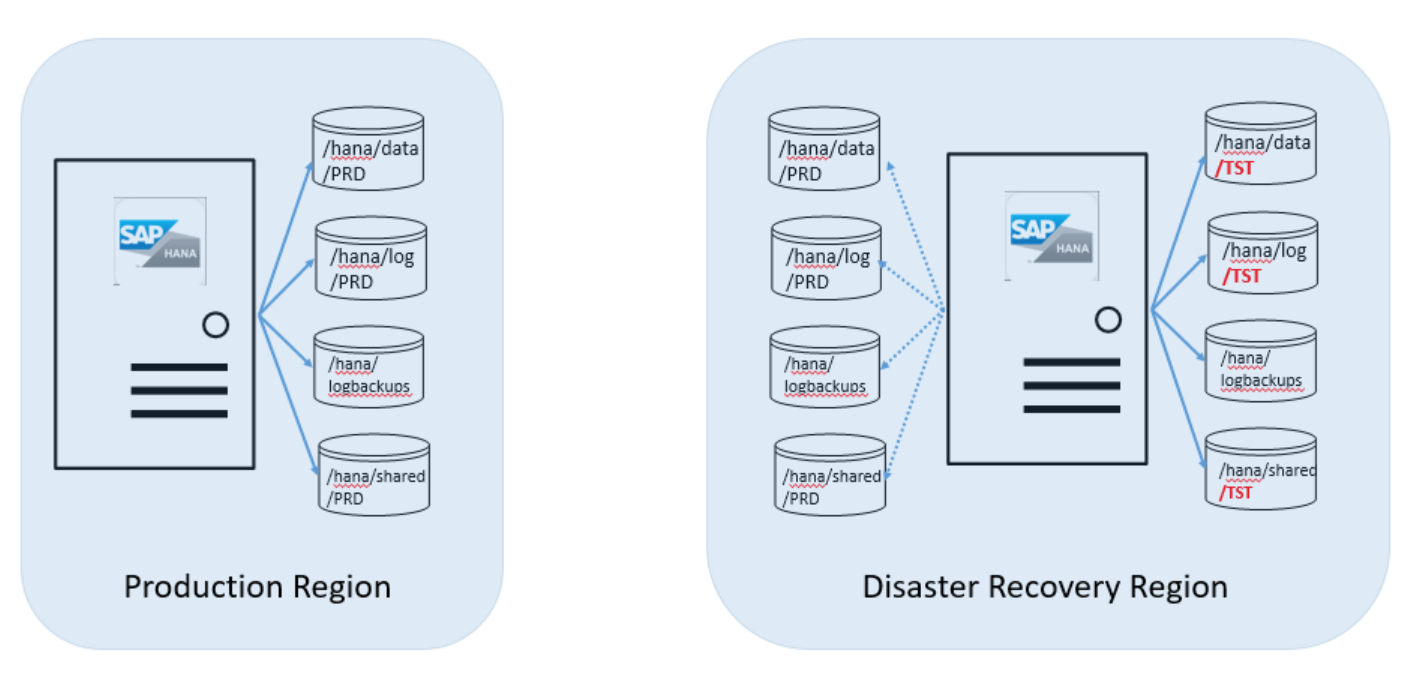 SAP
HANA
/hana/data
/PRD
/hana/log
/PRD
/hana/
logbackups
/hana/shared
/PRD
Production Region
/hana/data
/PRD
/hana/log
/PRD
/hana/
logbackups
/hana/shared
/PRD
SAP
HANA
/hana/data
/TST
/hana/log
/TST
/hana/
logbackups
/hana/shared
/TST
Disaster Recovery Region